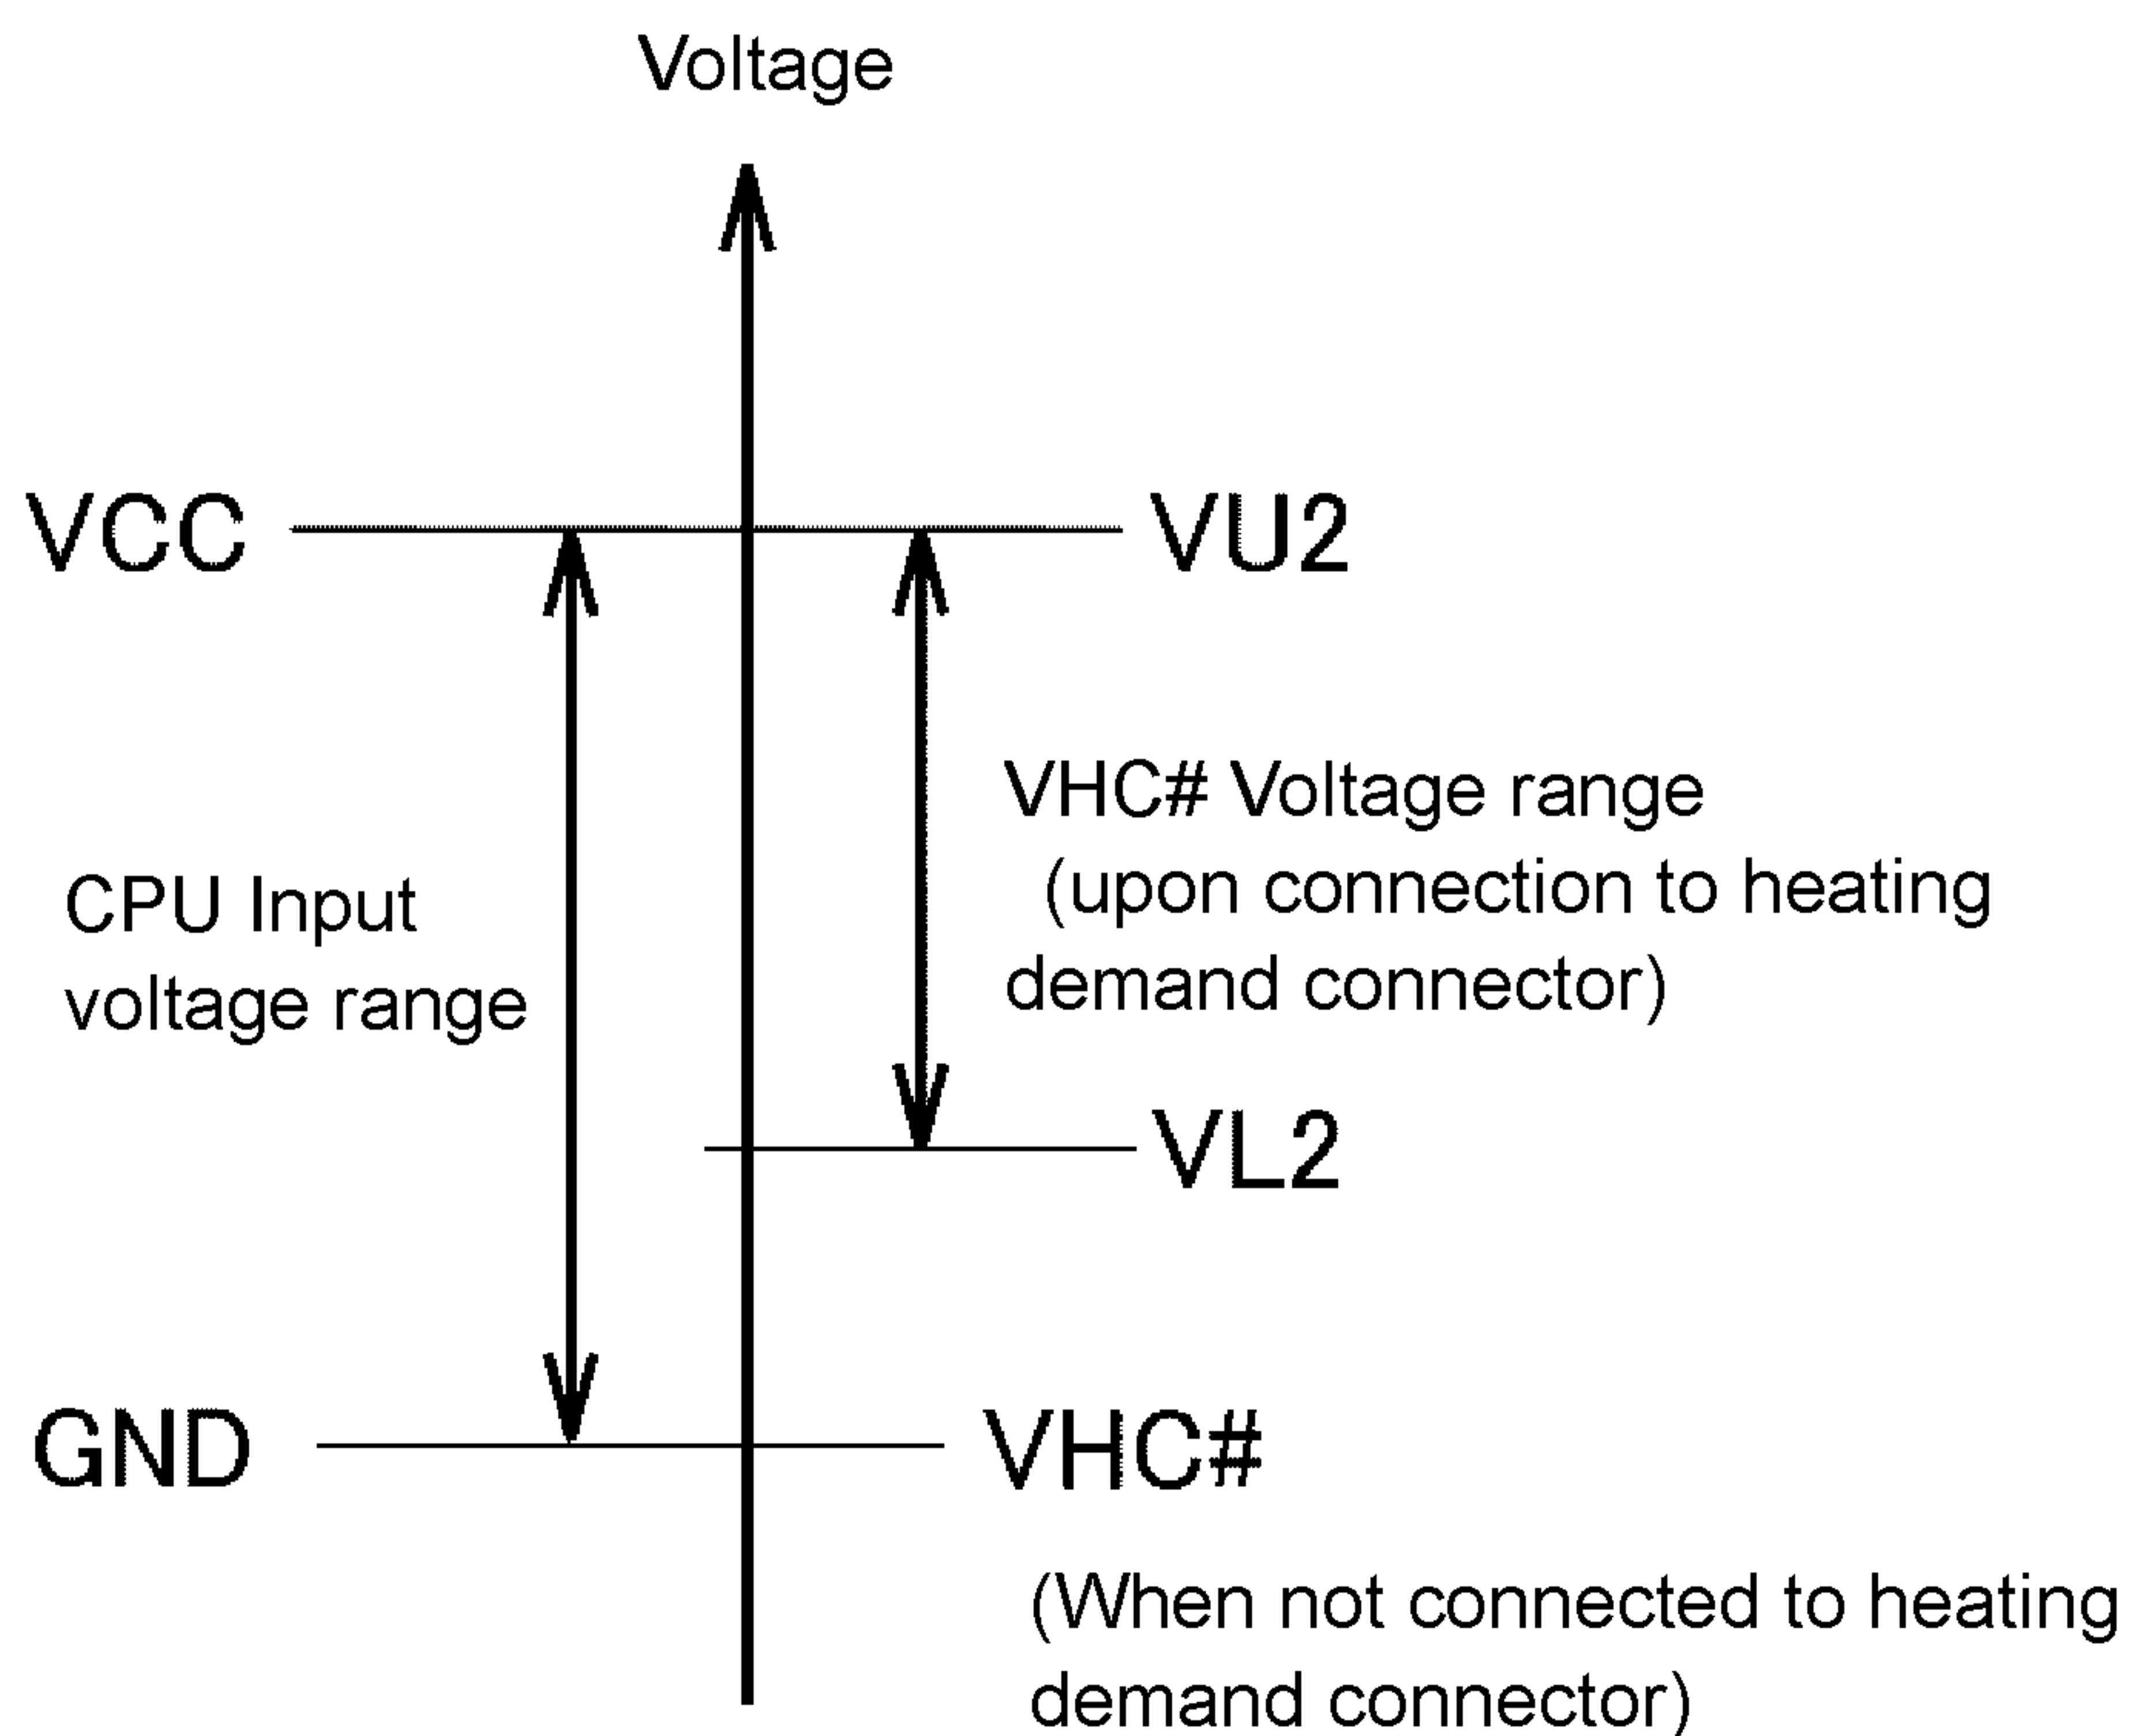 Voltage
VCC
VU2
VHC# Voltage range
(upon connection to heating
demand connector)
CPU Input
voltage range
VL2
GND
VHC#
(When not connected to heating
demand connector)